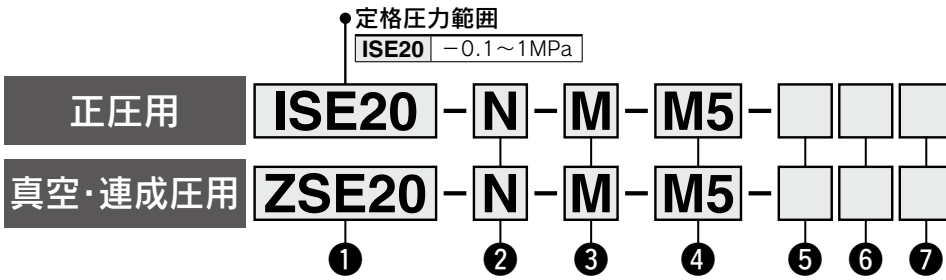 定格圧力範囲
ISE20 －0.1～1MPa
正圧用 ISE20 - N - M - M5 -
真空・連成圧用 ZSE20 - N - M - M5 -
❶ ❷ ❸ ❹ ❺ ❻ ❼